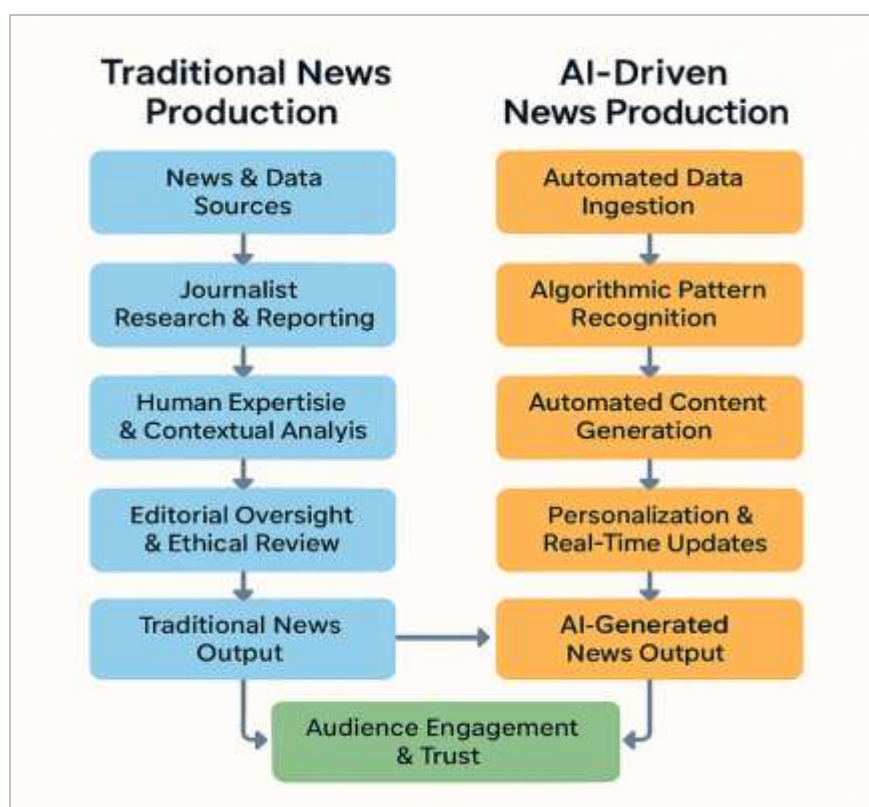 Traditional News
Production
News & Data
Sources
Journalist
Research & Reporting
Human Expertisie
& Contextual Analyis
Editorial Oversight
& Ethical Review
Traditional News
Output
AI-Driven
News Production
Automated Data
Ingestion
Algorithmic Pattern
Recognition
Automated Content
Generation
Personalization &
Real-Time Updates
AI-Generated
News Output
Audience Engagement
& Trust